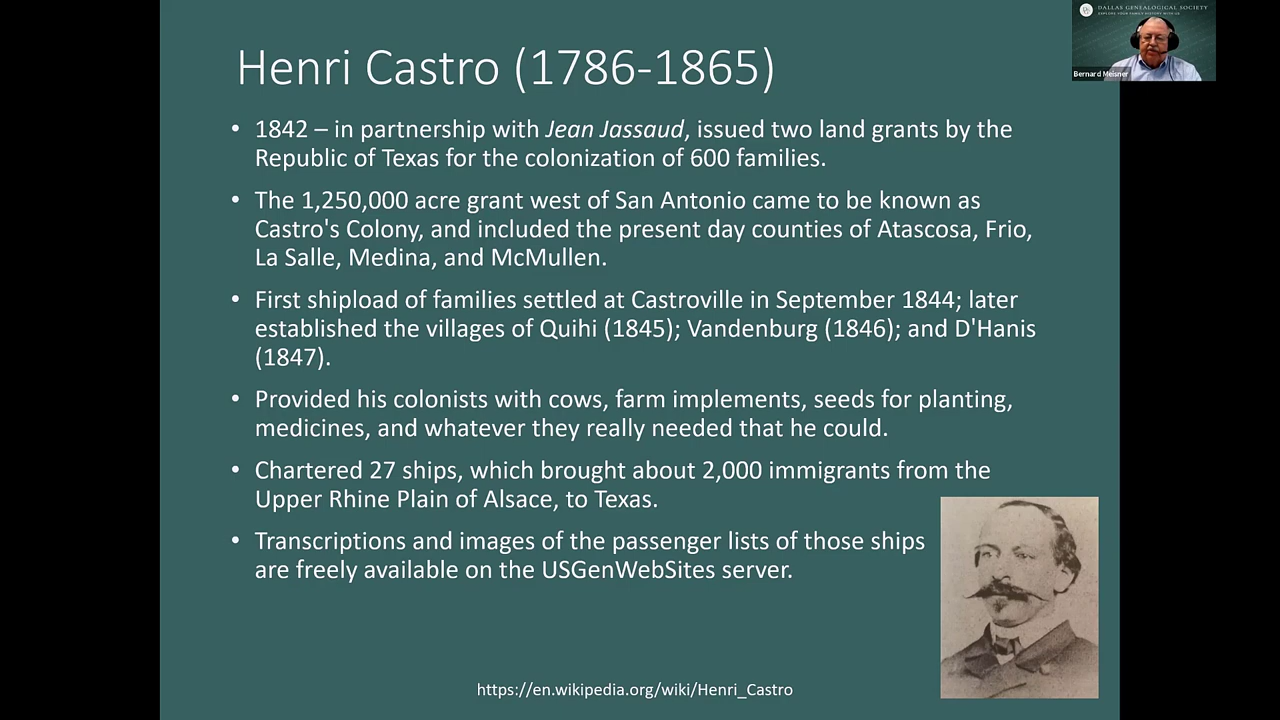 Henri Castro (1786-1865)
• 1842 – in partnership with Jean Jassaud, issued two land grants by the
Republic of Texas for the colonization of 600 families.
• The 1,250,000 acre grant west of San Antonio came to be known as
Castro's Colony, and included the present day counties of Atascosa, Frio,
La Salle, Medina, and McMullen.
• First shipload of families settled at Castroville in September 1844; later
established the villages of Quihi (1845); Vandenburg (1846); and D'Hanis
(1847).
• Provided his colonists with cows, farm implements, seeds for planting,
medicines, and whatever they really needed that he could.
• Chartered 27 ships, which brought about 2,000 immigrants from the
Upper Rhine Plain of Alsace, to Texas.
• Transcriptions and images of the passenger lists of those ships
are freely available on the USGenWebSites server.
https://en.wikipedia.org/wiki/Henri_Castro
DALLAS GENEALOGICAL SOCIETY
EXPLORE YOUR FAMILY HISTORY WITH US
Bernard Meisner